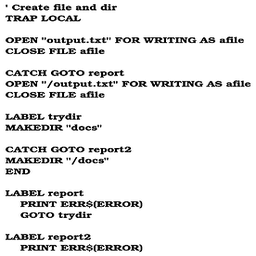 ' Create file and dir
TRAP LOCAL

OPEN "output.txt" FOR WRITING AS afile
CLOSE FILE afile

CATCH GOTO report
OPEN "/output.txt" FOR WRITING AS afile
CLOSE FILE afile

LABEL trydir
MAKEDIR "docs"

CATCH GOTO report2
MAKEDIR "/docs"
END

LABEL report
    PRINT ERR$(ERROR)
    GOTO trydir

LABEL report2
    PRINT ERR$(ERROR)